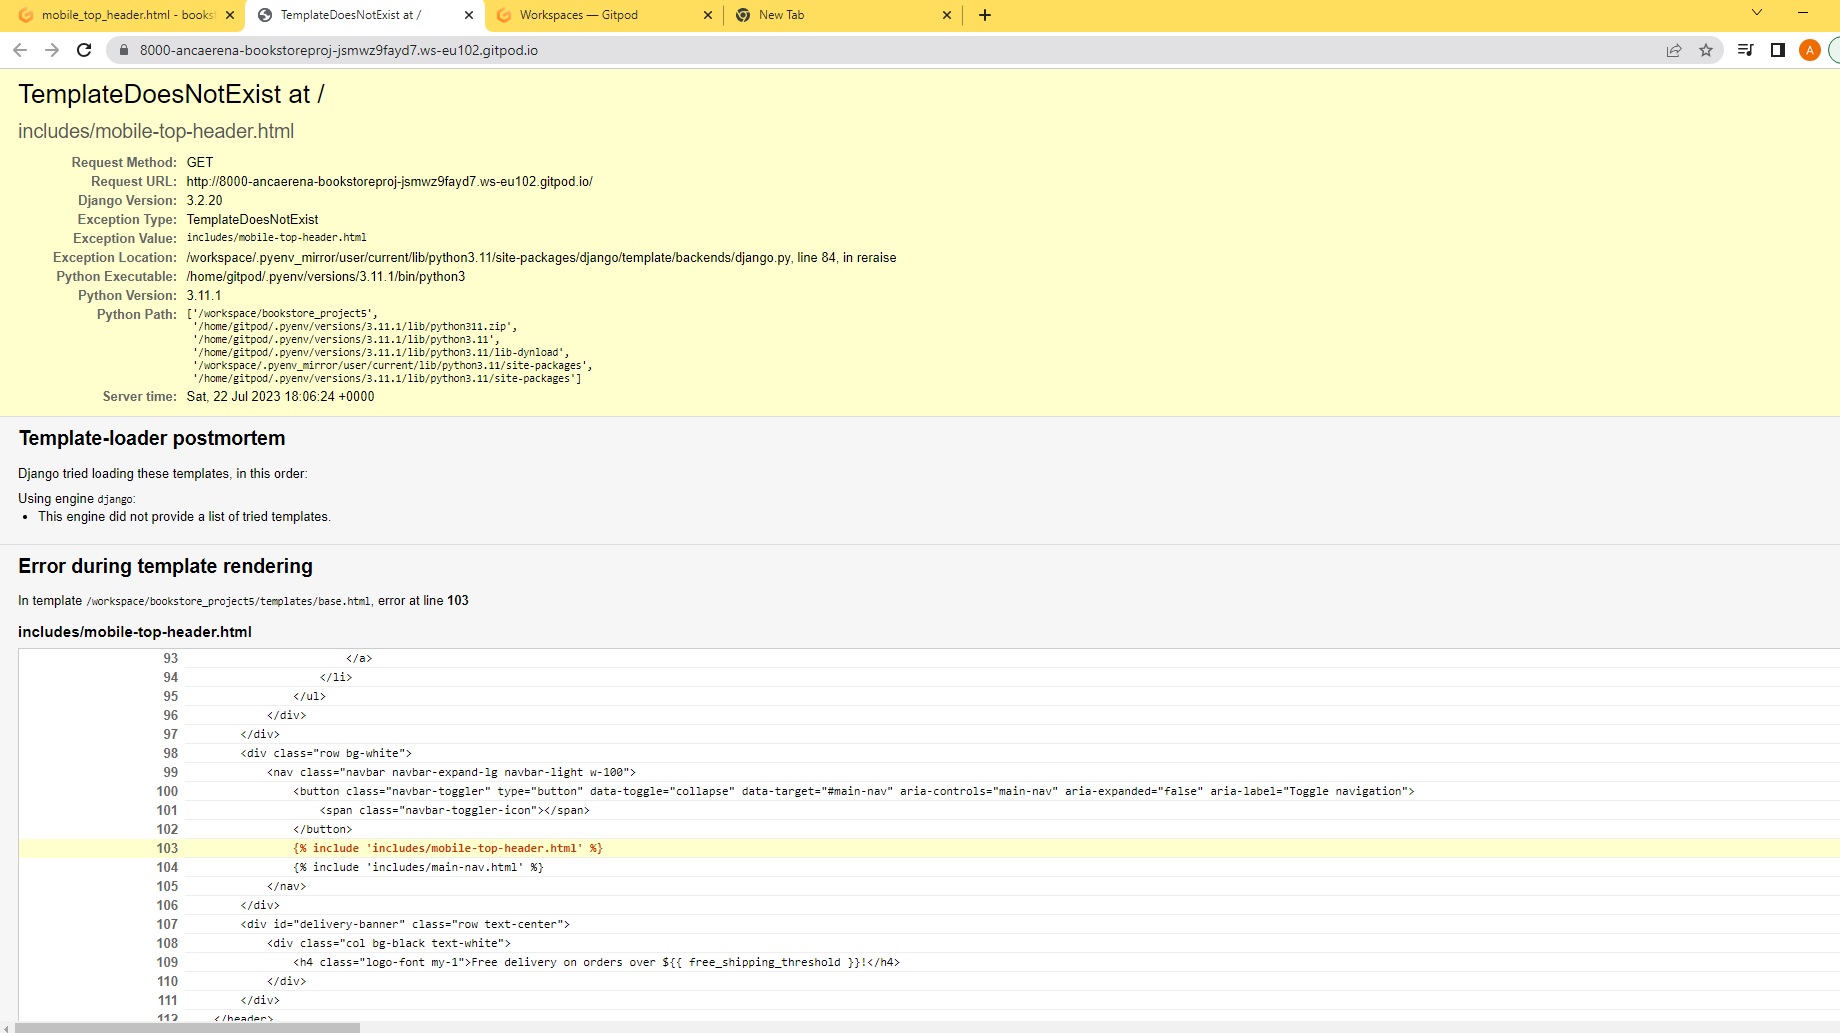 mobile_top_header.html - books
TemplateDoesNotExist at /
Workspaces — Gitpod
New Tab
8000-ancaerena-bookstoreproj-jsmwz9fayd7.ws-eu102.gitpod.io
A
TemplateDoesNotExist at /
includes/mobile-top-header.html
Request Method: GET
Request URL: http://8000-ancaerena-bookstoreproj-jsmwz9fayd7.ws-eu102.gitpod.io/
Django Version: 3.2.20
Exception Type: TemplateDoesNotExist
Exception Value: includes/mobile-top-header.html
Exception Location: /workspace/.pyenv_mirror/user/current/lib/python3.11/site-packages/django/template/backends/django.py, line 84, in reraise
Python Executable: /home/gitpod/.pyenv/versions/3.11.1/bin/python3
Python Version: 3.11.1
Python Path: ['/workspace/bookstore_project5',
'/home/gitpod/.pyenv/versions/3.11.1/lib/python311.zip',
'/home/gitpod/.pyenv/versions/3.11.1/lib/python3.11',
'/home/gitpod/.pyenv/versions/3.11.1/lib/python3.11/lib-dynload',
'/workspace/.pyenv_mirror/user/current/lib/python3.11/site-packages',
'/home/gitpod/.pyenv/versions/3.11.1/lib/python3.11/site-packages']
Server time: Sat, 22 Jul 2023 18:06:24 +0000
Template-loader postmortem
Django tried loading these templates, in this order:
Using engine django:
• This engine did not provide a list of tried templates.
Error during template rendering
In template /workspace/bookstore_project5/templates/base.html, error at line 103
includes/mobile-top-header.html
93 </a>
94 </li>
95 </ul>
96 </div>
97 </div>
98 <div class="row bg-white">
99 <nav class="navbar navbar-expand-lg navbar-light w-100">
100 <button class="navbar-toggler" type="button" data-toggle="collapse" data-target="#main-nav" aria-controls="main-nav" aria-expanded="false" aria-label="Toggle navigation">
101 <span class="navbar-toggler-icon"></span>
102 </button>
103 {% include 'includes/mobile-top-header.html' %}
104 {% include 'includes/main-nav.html' %}
105 </nav>
106 </div>
107 <div id="delivery-banner" class="row text-center">
108 <div class="col bg-black text-white">
109 <h4 class="logo-font my-1">Free delivery on orders over ${{ free_shipping_threshold }}!</h4>
110 </div>
111 </div>
112 </header>